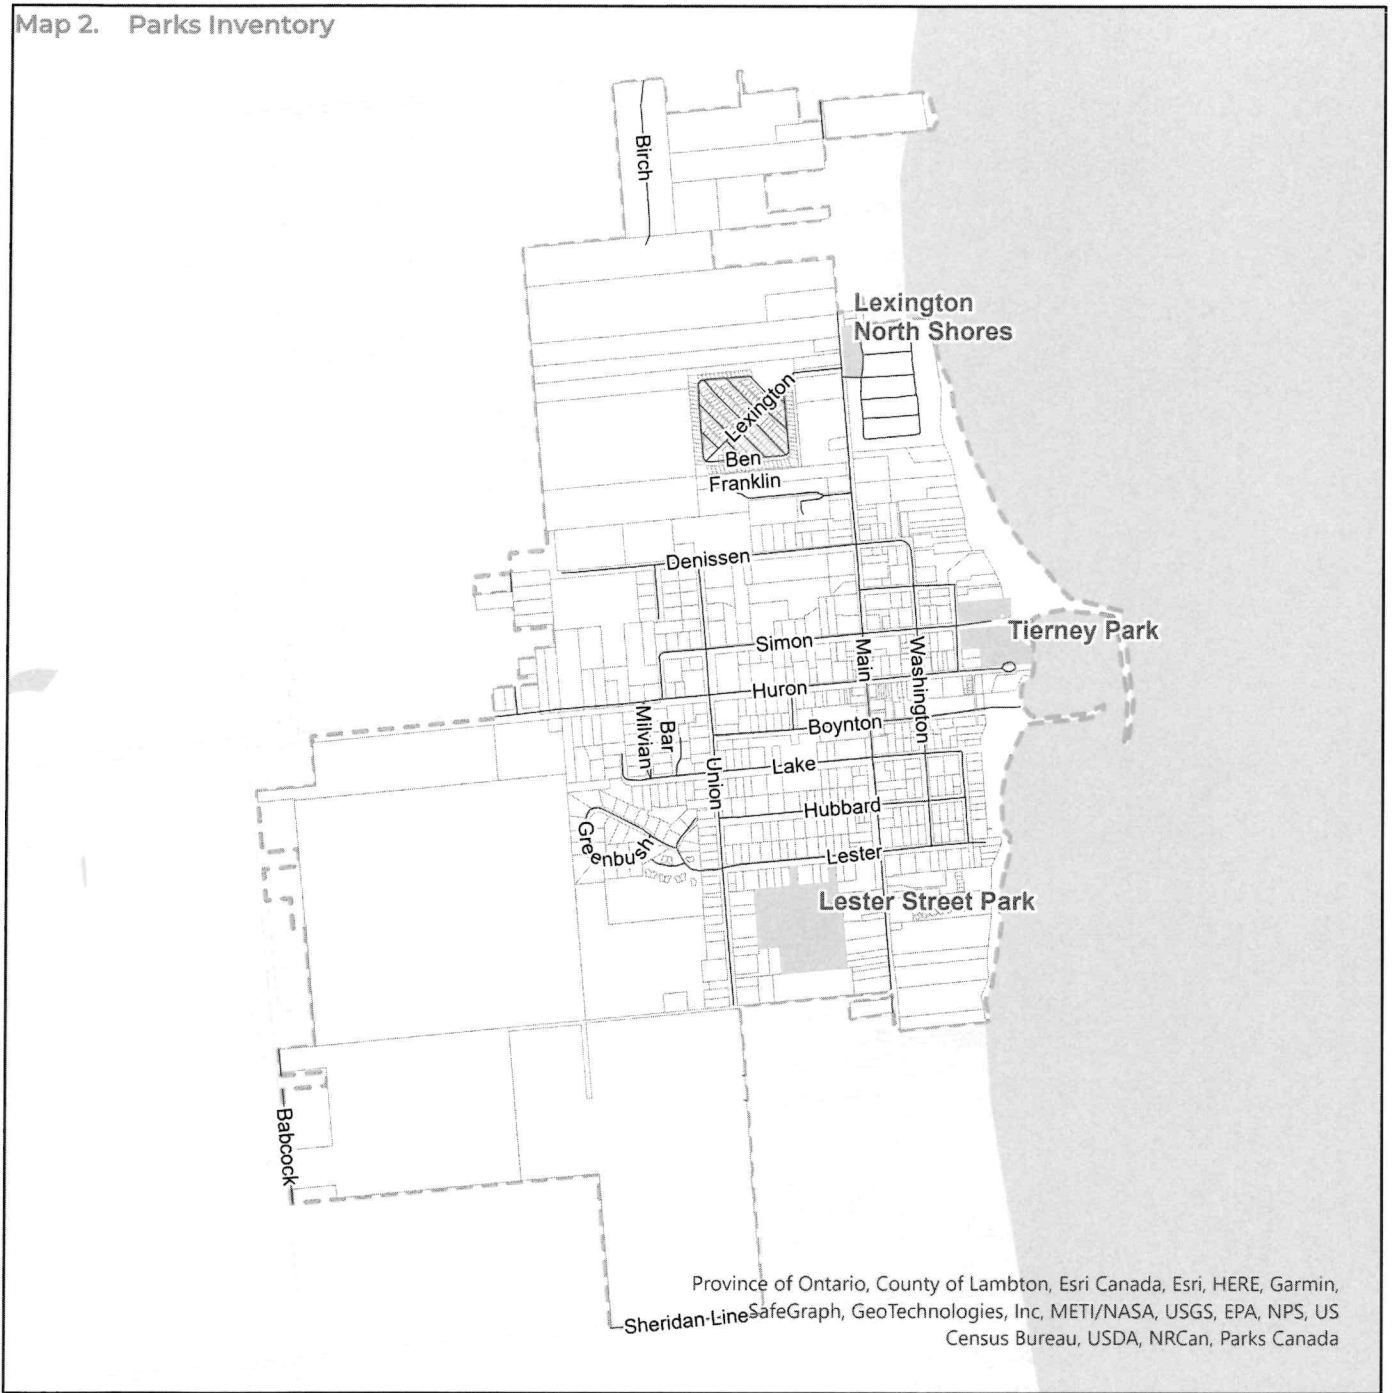 Map 2. Parks Inventory
Birch
Lexington
North Shores
Lexington
Ben
Franklin
Denissen
Simon
Tierney Park
Main
Washington
Huron
Milvian
Bar
Boynton
Union
Lake
Hubbard
Greenbush
Lester
Lester Street Park
Babcock
Province of Ontario, County of Lambton, Esri Canada, Esri, HERE, Garmin,
Sheridan-Line
SafeGraph, GeoTechnologies, Inc, METI/NASA, USGS, EPA, NPS, US
Census Bureau, USDA, NRCan, Parks Canada